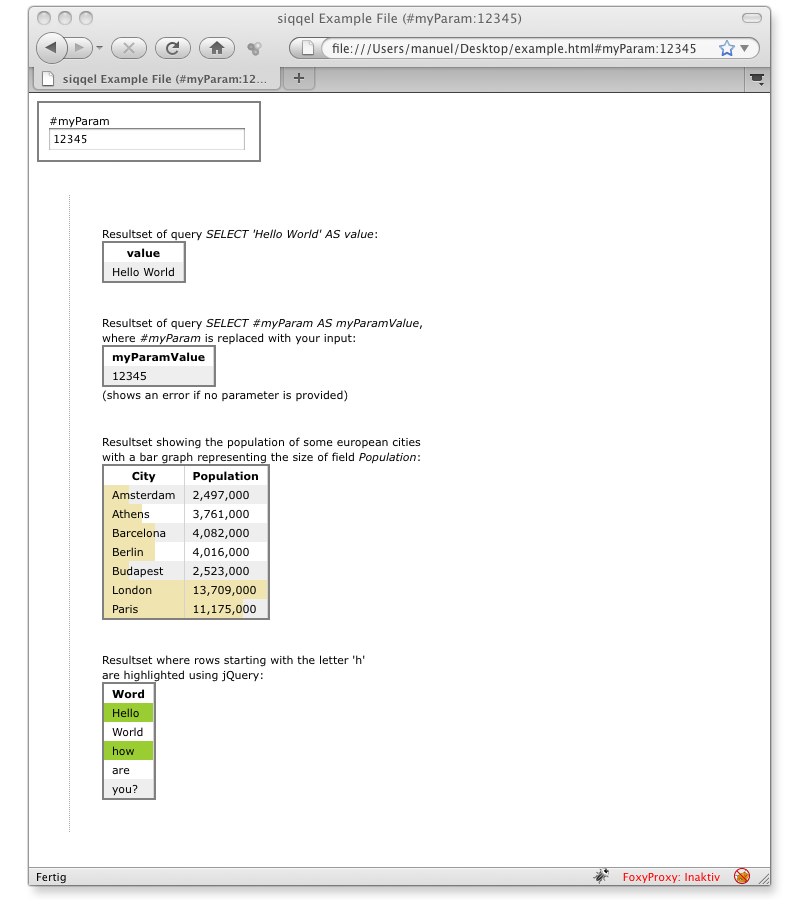 siqqel Example File (#myParam:12345)
file:///Users/manuel/Desktop/example.html#myParam:12345
siqqel Example File (#myParam:12...
#myParam
12345
Resultset of query SELECT 'Hello World' AS value:
value
Hello World
Resultset of query SELECT #myParam AS myParamValue,
where #myParam is replaced with your input:
myParamValue
12345
(shows an error if no parameter is provided)
Resultset showing the population of some european cities
with a bar graph representing the size of field Population:
City Population
Amsterdam 2,497,000
Athens 3,761,000
Barcelona 4,082,000
Berlin 4,016,000
Budapest 2,523,000
London 13,709,000
Paris 11,175,000
Resultset where rows starting with the letter 'h'
are highlighted using jQuery:
Word
Hello
World
how
are
you?
Fertig FoxyProxy: Inaktiv